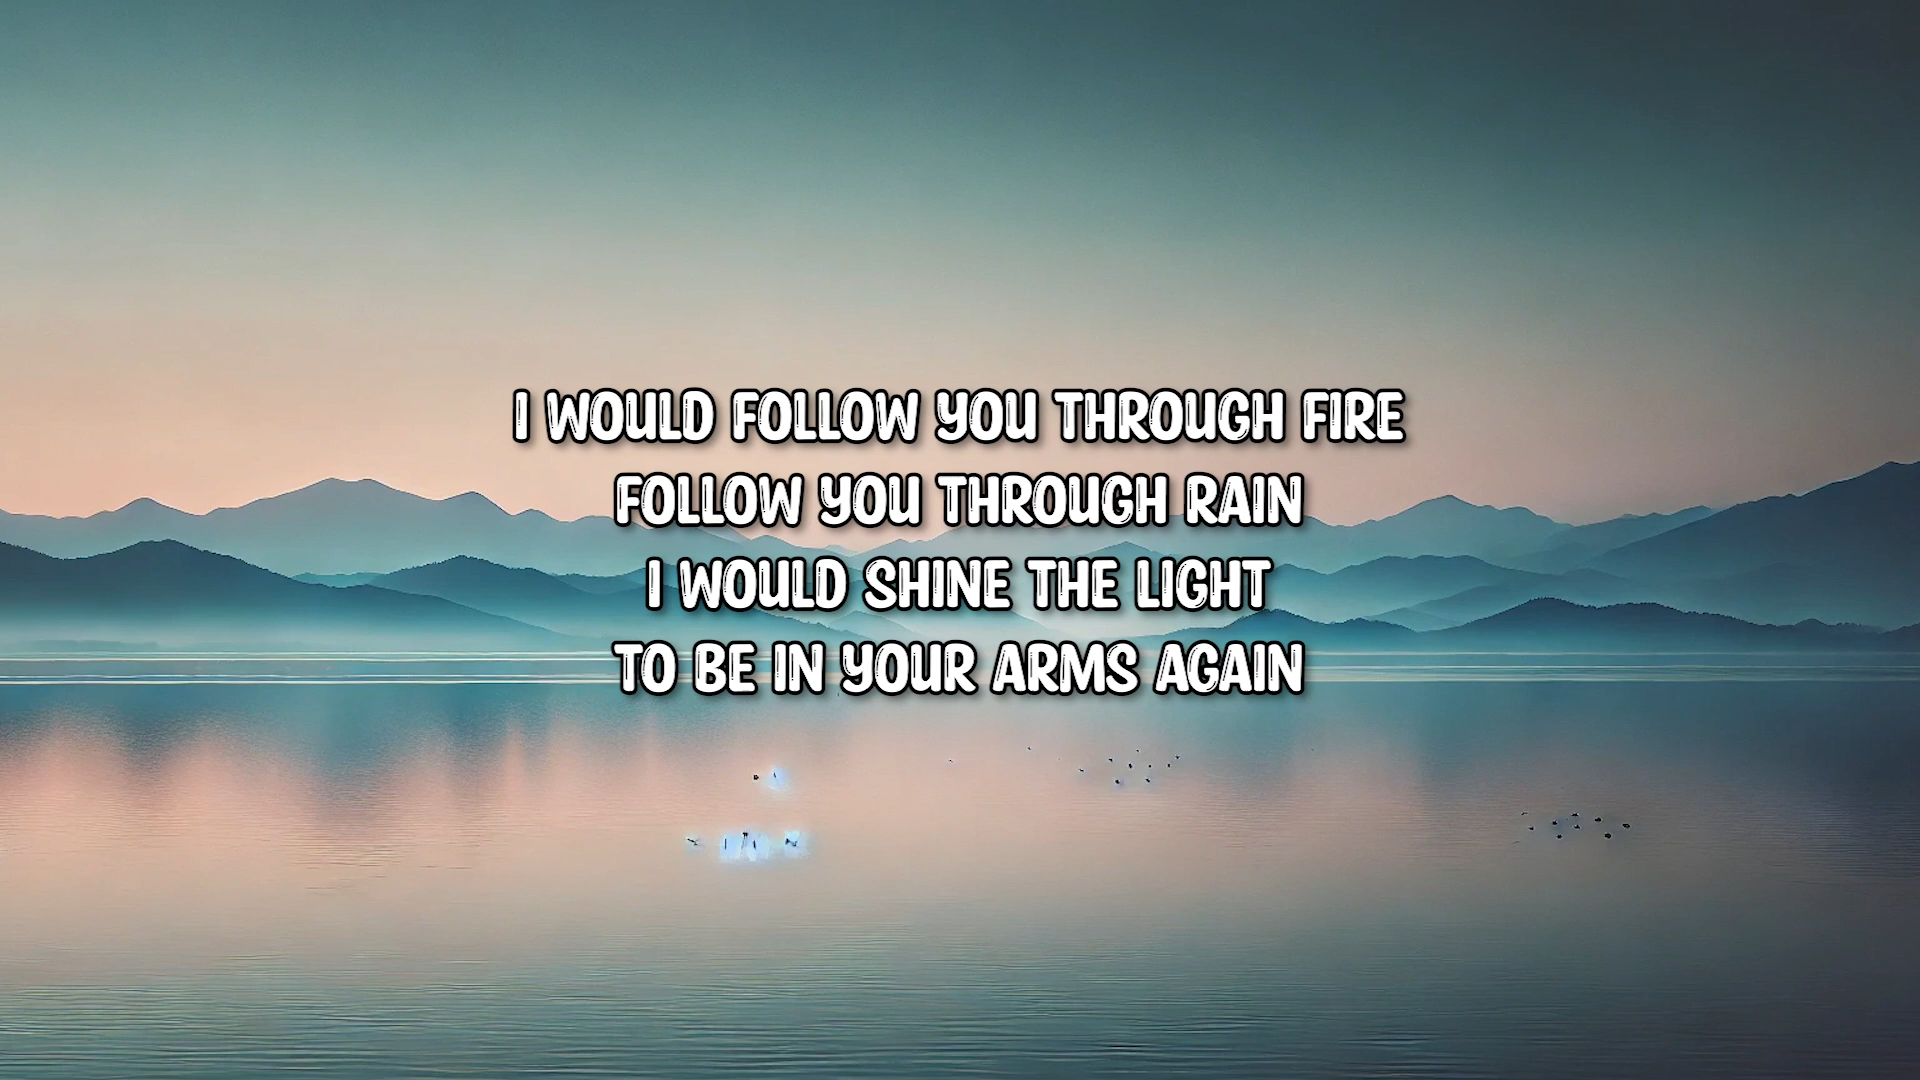 I WOULD FOLLOW YOU THROUGH FIRE
FOLLOW YOU THROUGH RAIN
I WOULD SHINE THE LIGHT
TO BE IN YOUR ARMS AGAIN